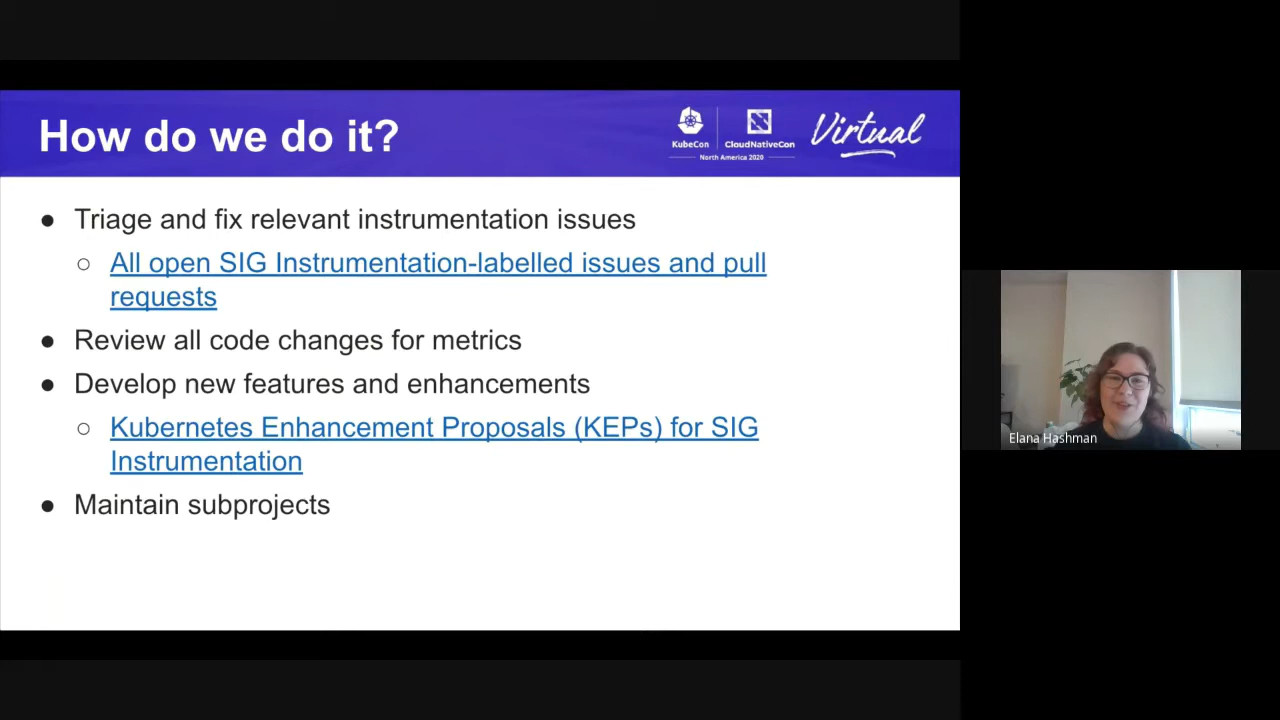 How do we do it?
KubeCon
CloudNativeCon
North America 2020
Virtual
● Triage and fix relevant instrumentation issues
○ All open SIG Instrumentation-labelled issues and pull
requests
● Review all code changes for metrics
● Develop new features and enhancements
○ Kubernetes Enhancement Proposals (KEPs) for SIG
Instrumentation
● Maintain subprojects
Elana Hashman